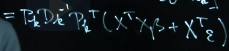 = P_k D_k^{-1} P_k^T (X^T X β + X^T ε)